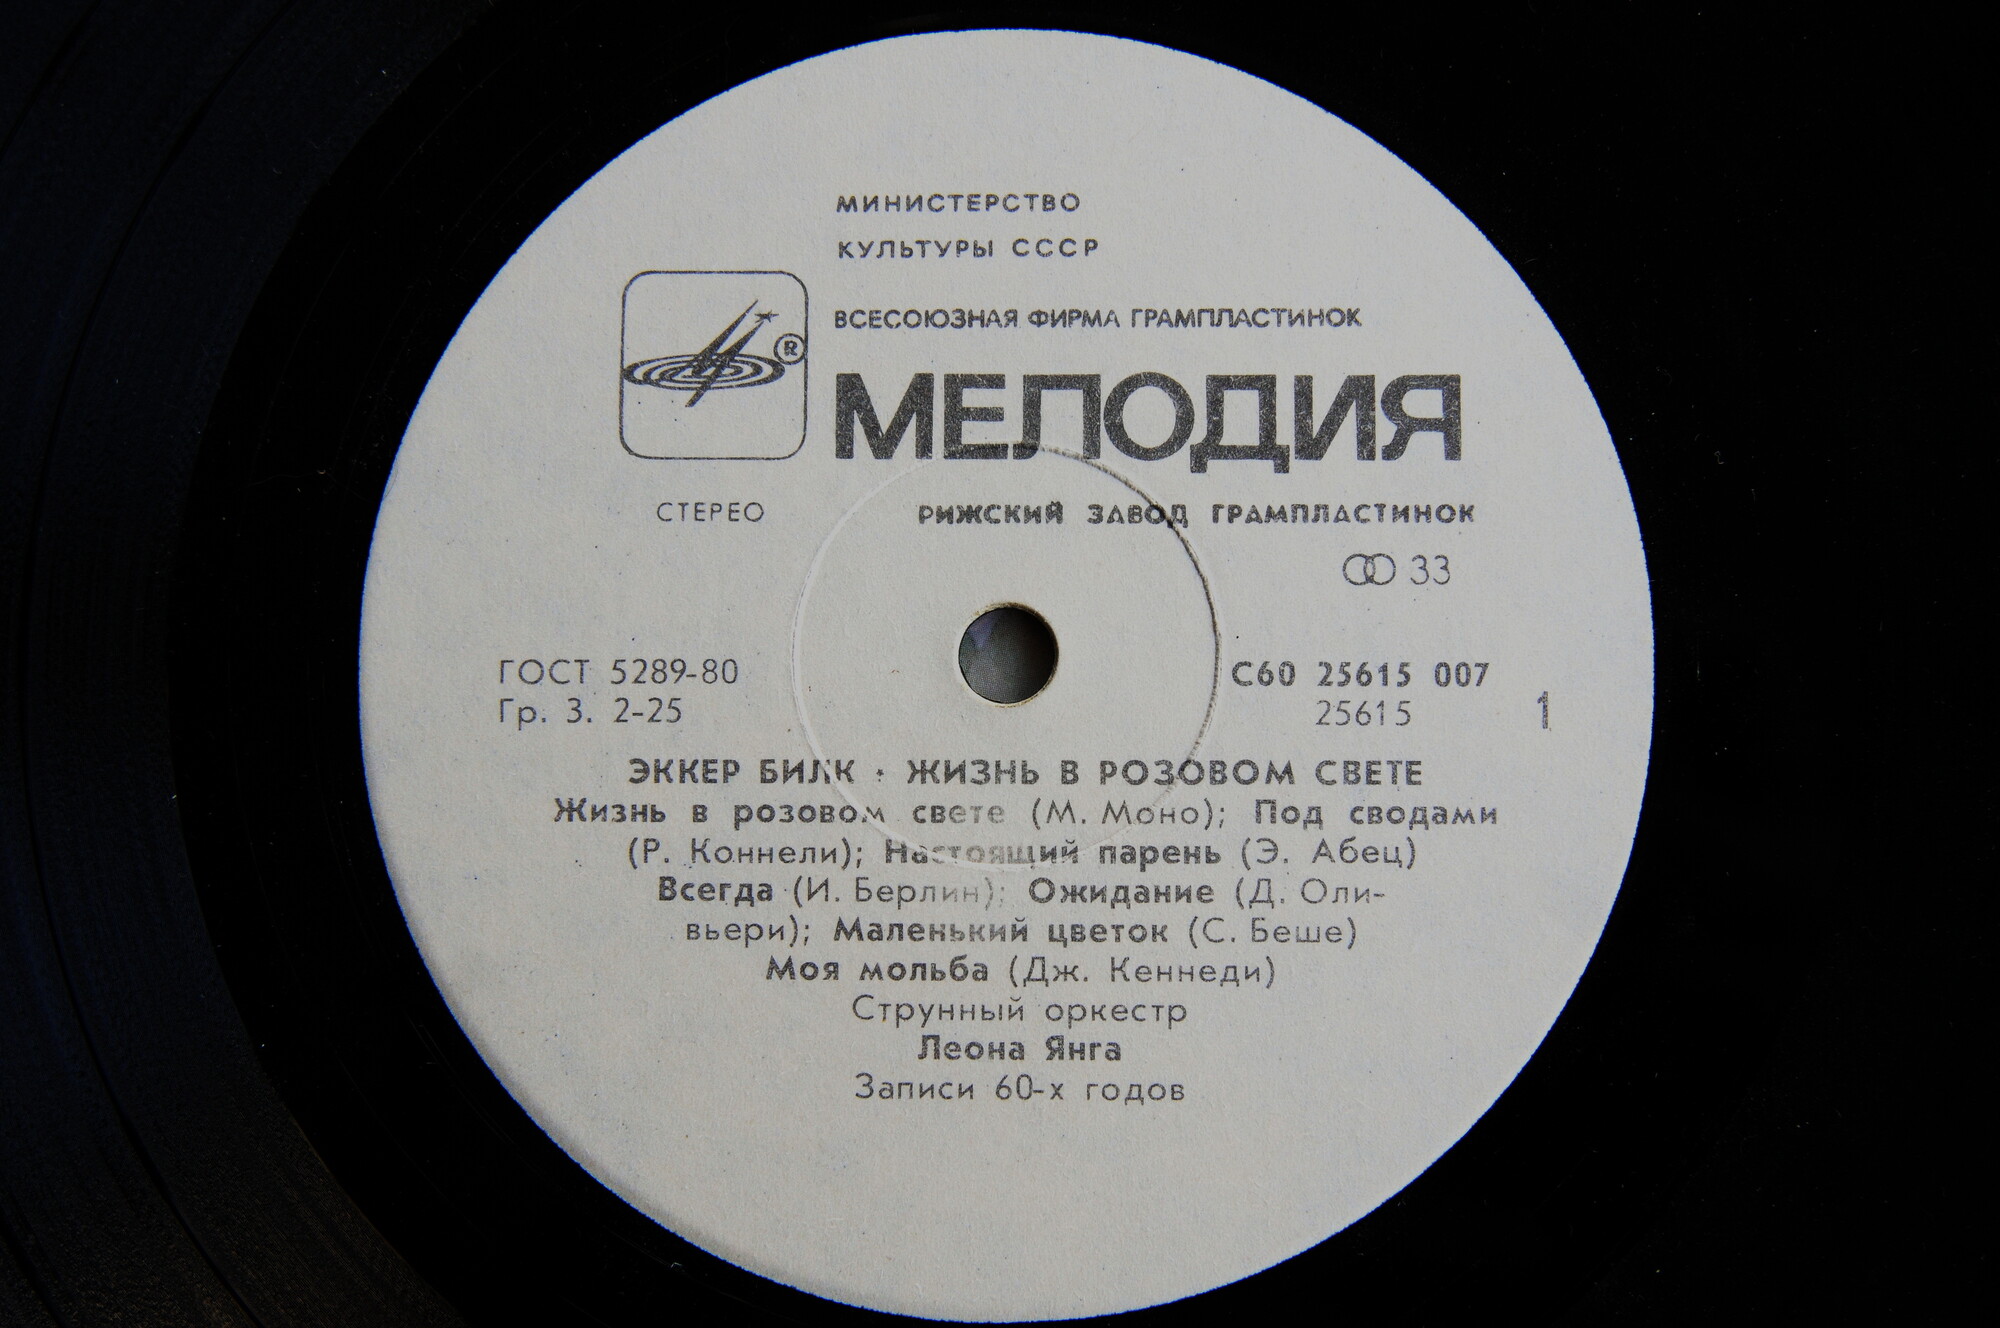 МИНИСТЕРСТВО
КУЛЬТУРЫ СССР
ВСЕСОЮЗНАЯ ФИРМА ГРАМПЛАСТИНОК
®
МЕЛОДИЯ
СТЕРЕО
РИЖСКИЙ ЗАВОД ГРАМПЛАСТИНОК
33
ГОСТ 5289-80
Гр. 3. 2-25
С60 25615 007
25615
1
ЭККЕР БИЛК · ЖИЗНЬ В РОЗОВОМ СВЕТЕ
Жизнь в розовом свете (М. Моно); Под сводами
(Р. Коннели); Настоящий парень (Э. Абец)
Всегда (И. Берлин); Ожидание (Д. Оли-
вьери); Маленький цветок (С. Беше)
Моя мольба (Дж. Кеннеди)
Струнный оркестр
Леона Янга
Записи 60-х годов